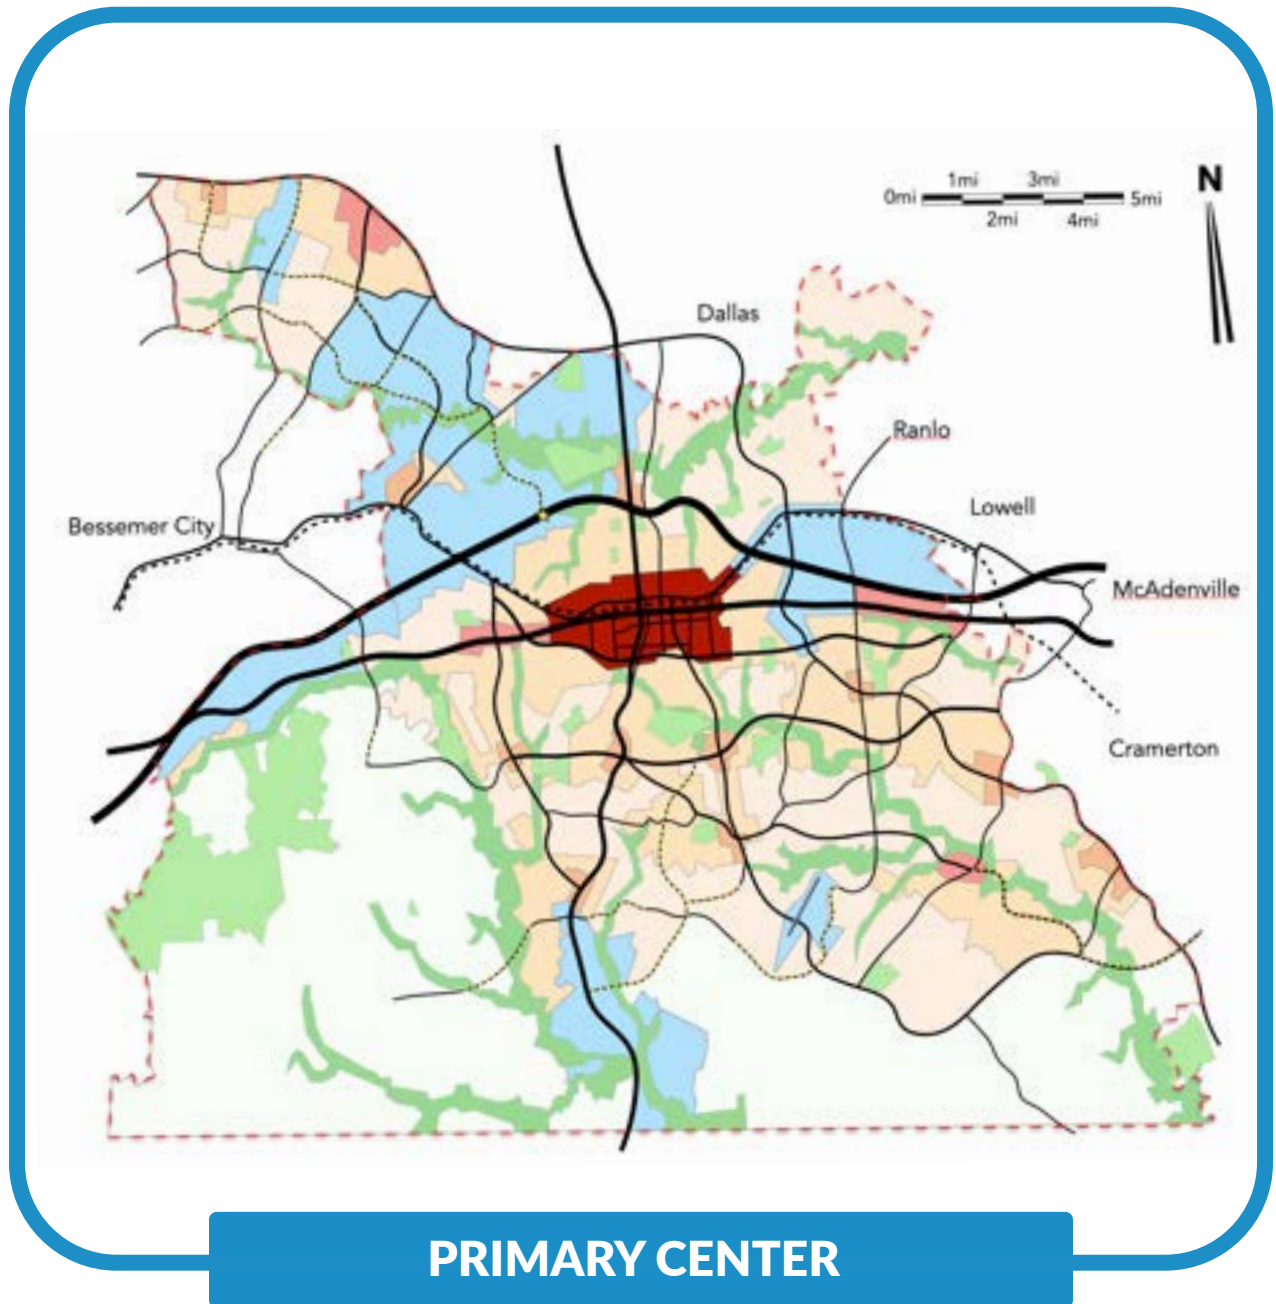 N
1mi 3mi
0mi 5mi
2mi 4mi
Dallas
Ranlo
Lowell
Bessemer City
McAdenville
Cramerton
PRIMARY CENTER